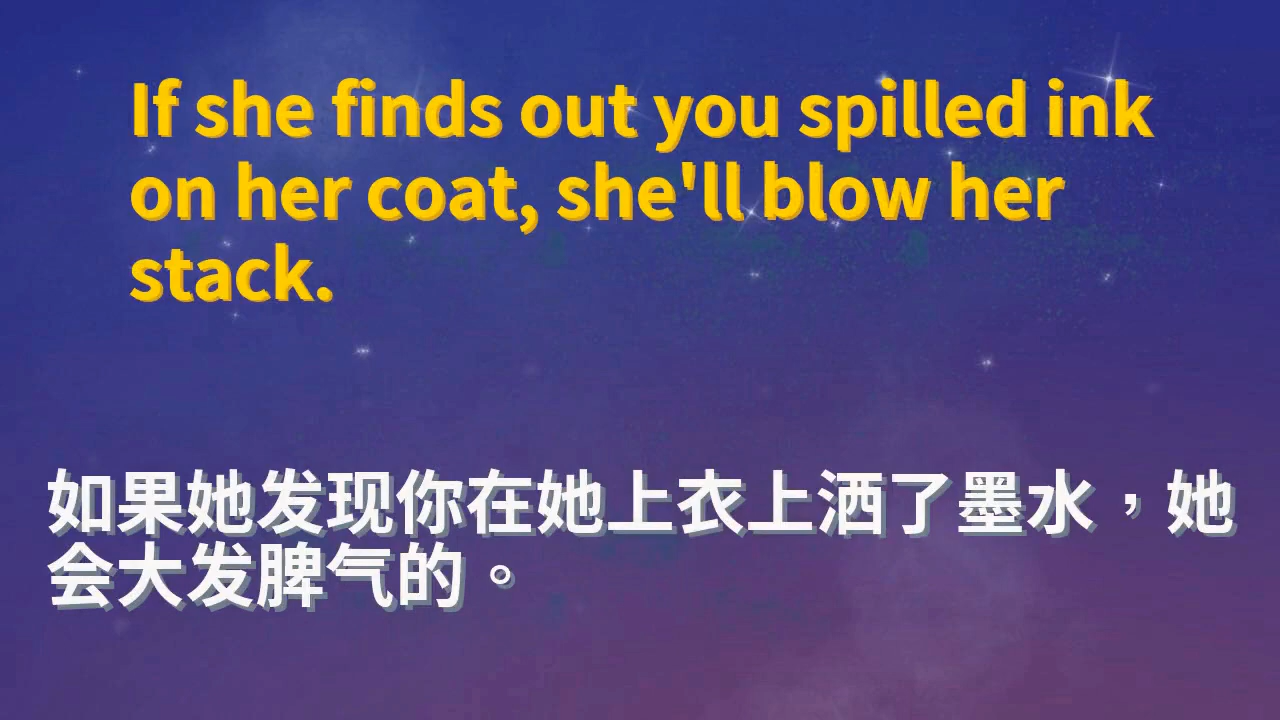 If she finds out you spilled ink
on her coat, she'll blow her
stack.
如果她发现你在她上衣上洒了墨水，她
会大发脾气的。